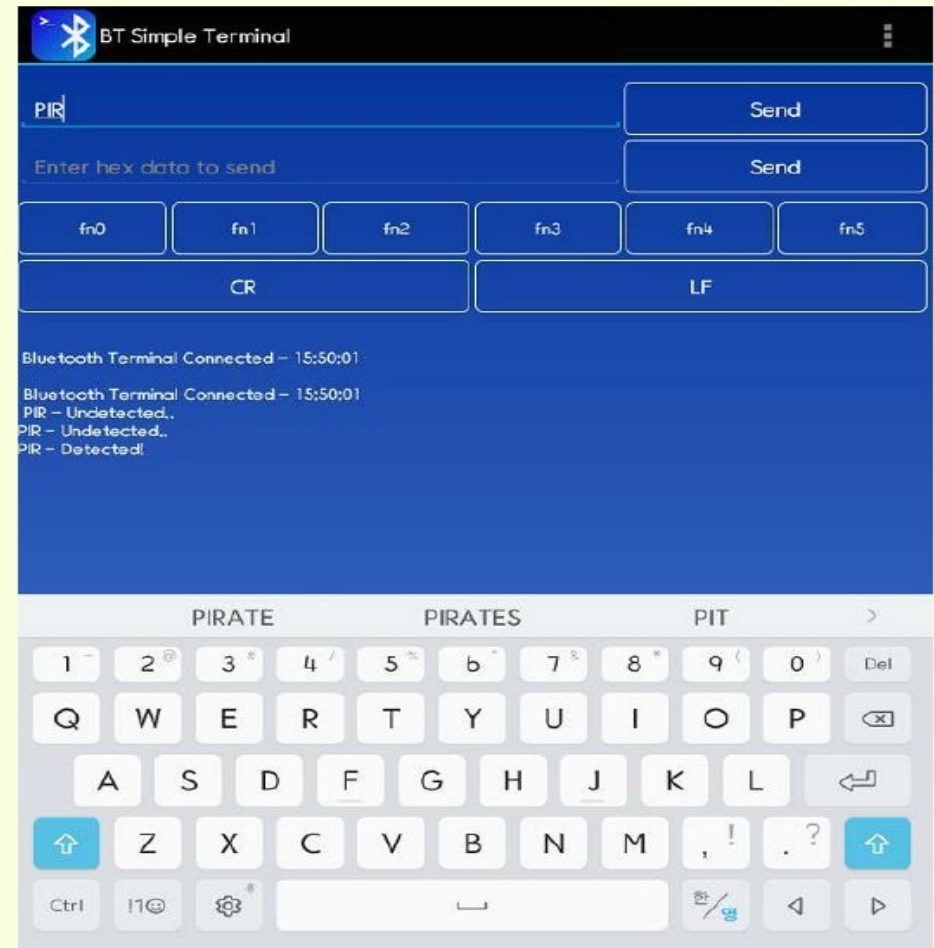 BT Simple Terminal
PIR Send
Enter hex data to send Send
fn0 fn1 fn2 fn3 fn4 fn5
CR LF
Bluetooth Terminal Connected – 15:50:01
Bluetooth Terminal Connected – 15:50:01
PIR – Undetected..
PIR – Undetected..
PIR – Detected!
PIRATE PIRATES PIT >
1 2 @ 3 # 4 / 5 % 6 ^ 7 & 8 * 9 ( 0 ) Del
Q W E R T Y U I O P
A S D F G H J K L
Z X C V B N M , ! . ?
Ctrl !1☺ 한/영